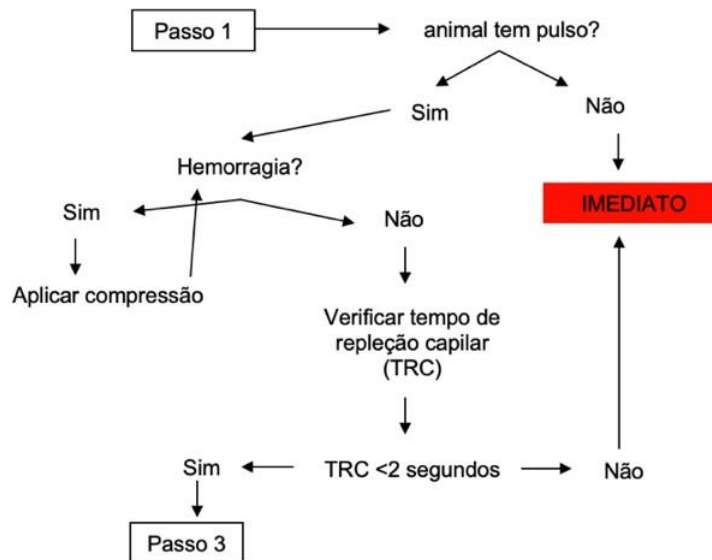 Passo 1
animal tem pulso?
Sim
Não
Hemorragia?
IMEDIATO
Sim
Não
Aplicar compressão
Verificar tempo de
repleção capilar
(TRC)
Sim
TRC <2 segundos
Não
Passo 3